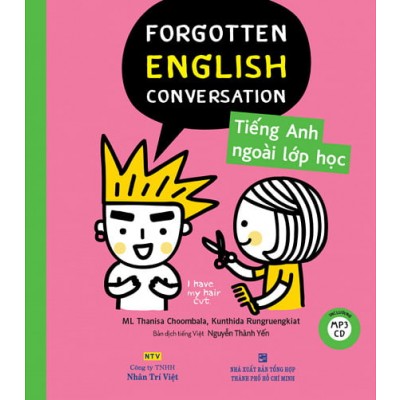 FORGOTTEN
ENGLISH
CONVERSATION
Tiếng Anh
ngoài lớp học
I have
my hair
cut
ML Thanisa Choombala, Kunthida Rungruengkiat
Bản dịch tiếng Việt Nguyễn Thành Yến
INCLUDING
MP3
CD
NTV
Công ty TNHH
Nhân Trí Việt
NHÀ XUẤT BẢN TỔNG HỢP
THÀNH PHỐ HỒ CHÍ MINH